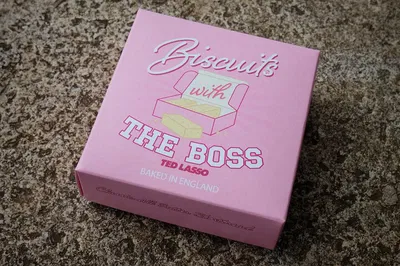 Biscuits
with
THE BOSS
TED LASSO
BAKED IN ENGLAND